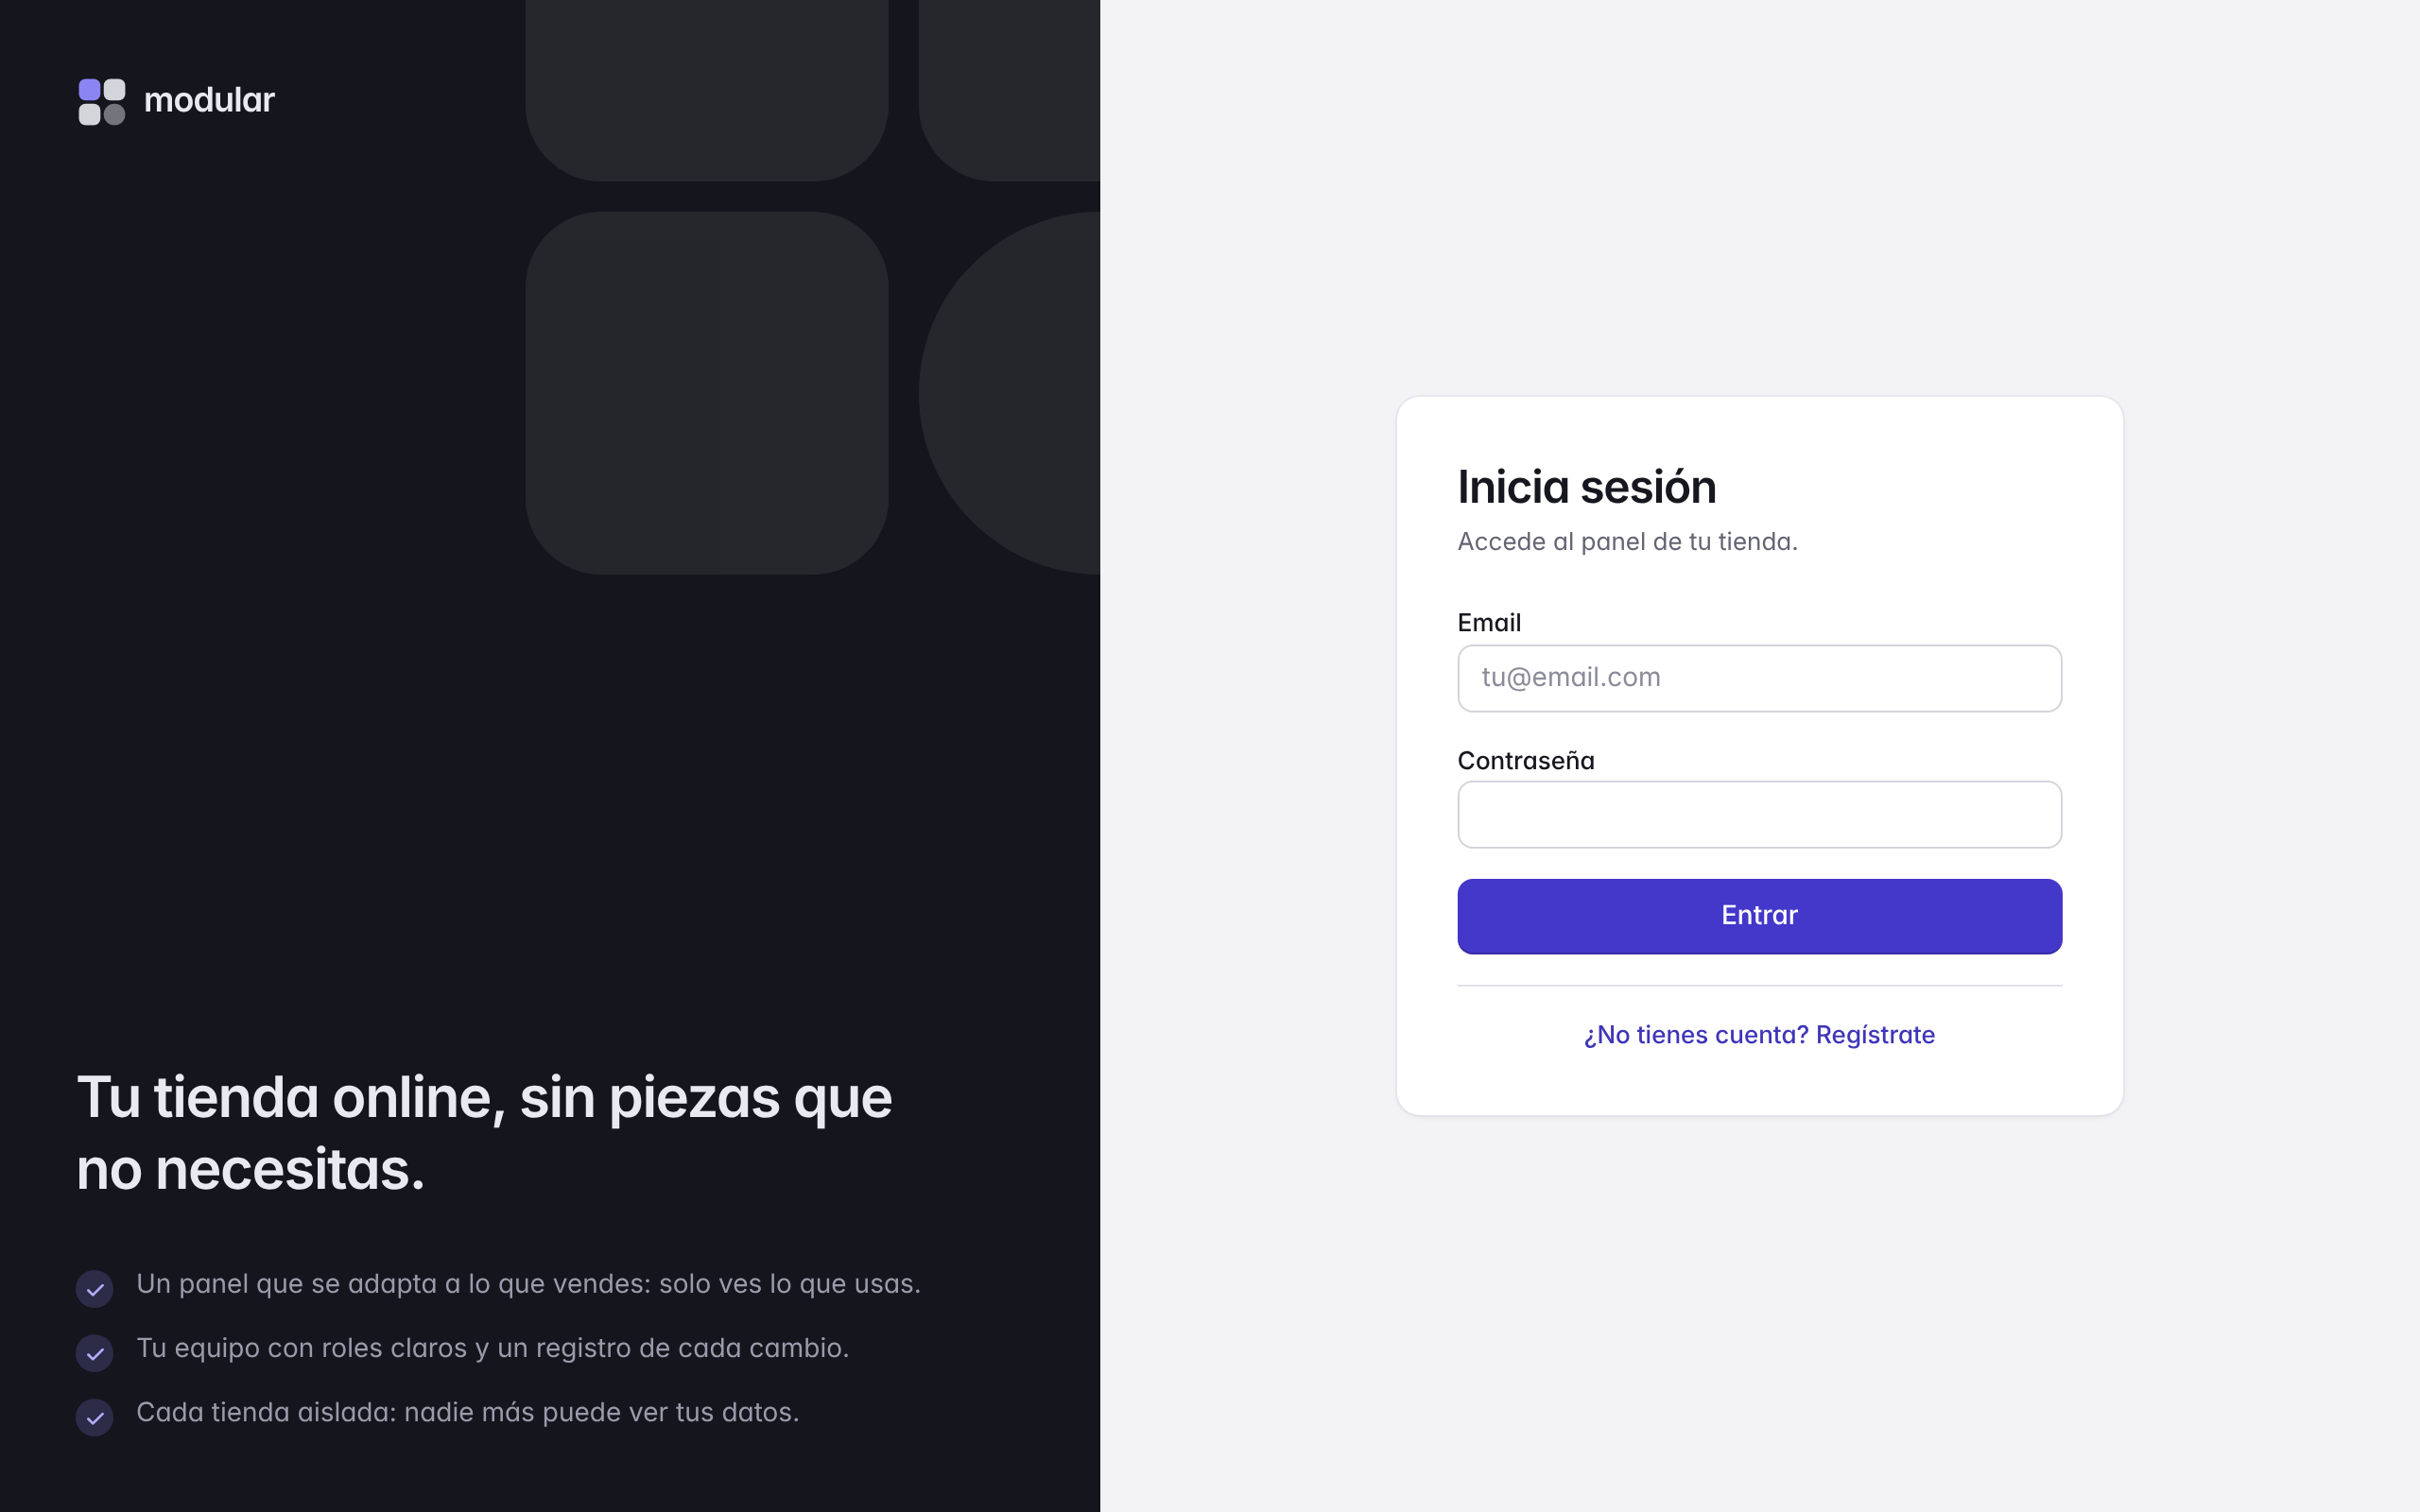 modular
Tu tienda online, sin piezas que
no necesitas.
Un panel que se adapta a lo que vendes: solo ves lo que usas.
Tu equipo con roles claros y un registro de cada cambio.
Cada tienda aislada: nadie más puede ver tus datos.
Inicia sesión
Accede al panel de tu tienda.
Email
tu@email.com
Contraseña
Entrar
¿No tienes cuenta? Regístrate